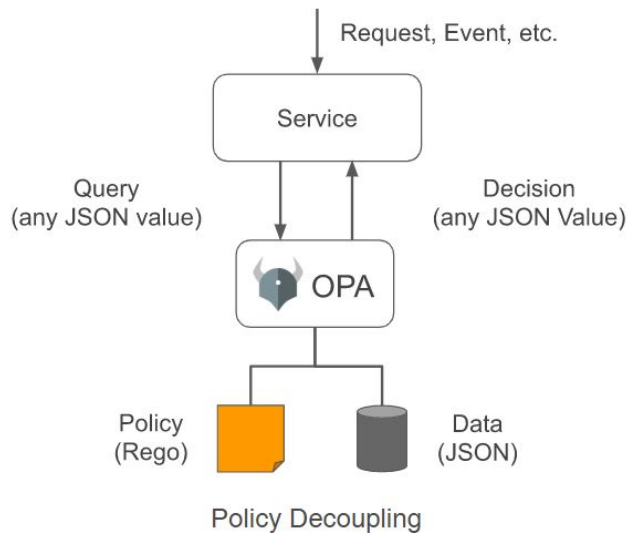 Request, Event, etc.
Service
Query
(any JSON value)
Decision
(any JSON Value)
OPA
Policy
(Rego)
Data
(JSON)
Policy Decoupling